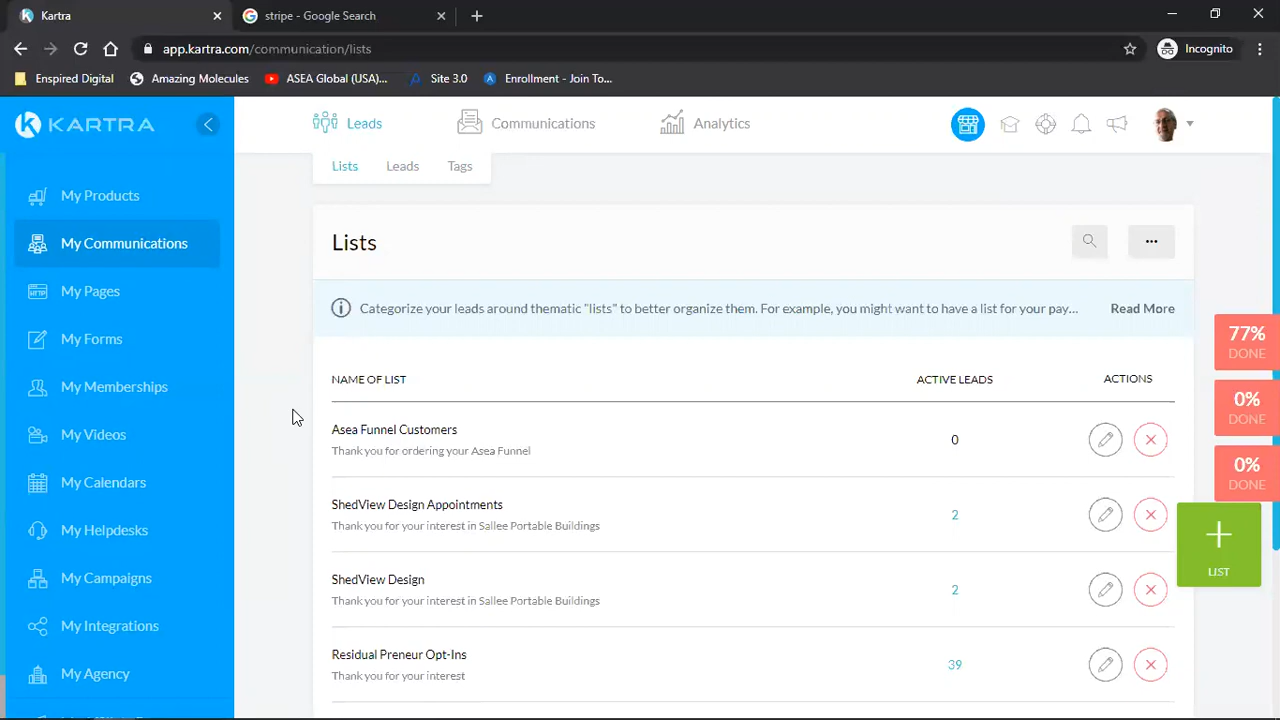 Kartra
stripe - Google Search
app.kartra.com/communication/lists
Incognito
Enspired Digital
Amazing Molecules
ASEA Global (USA)...
Site 3.0
Enrollment - Join To...
KARTRA
Leads
Communications
Analytics
Lists
Leads
Tags
My Products
My Communications
My Pages
My Forms
My Memberships
My Videos
My Calendars
My Helpdesks
My Campaigns
My Integrations
My Agency
Lists
Categorize your leads around thematic "lists" to better organize them. For example, you might want to have a list for your pay...
Read More
NAME OF LIST
ACTIVE LEADS
ACTIONS
Asea Funnel Customers
Thank you for ordering your Asea Funnel
0
ShedView Design Appointments
Thank you for your interest in Sallee Portable Buildings
2
ShedView Design
Thank you for your interest in Sallee Portable Buildings
2
Residual Preneur Opt-Ins
Thank you for your interest
39
77%
DONE
0%
DONE
0%
DONE
LIST